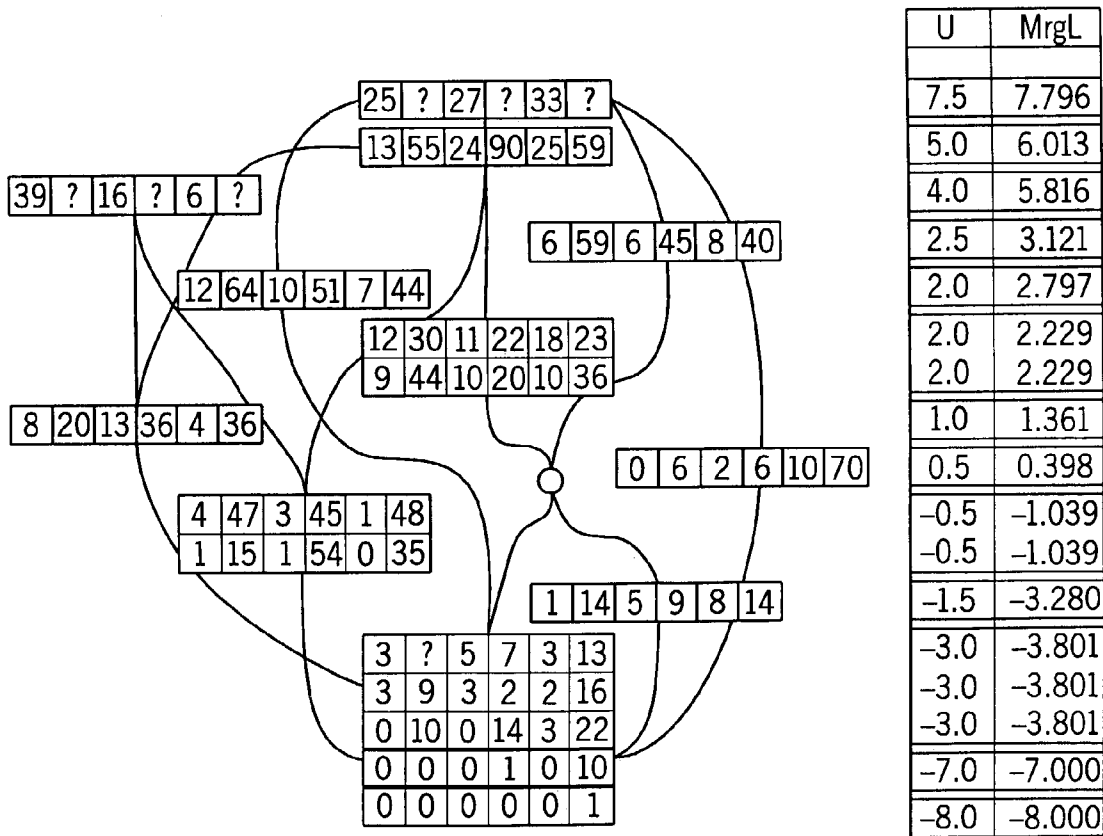 25 ? 27 ? 33 ?
13 55 24 90 25 59
39 ? 16 ? 6 ?
6 59 6 45 8 40
12 64 10 51 7 44
12 30 11 22 18 23
9 44 10 20 10 36
8 20 13 36 4 36
0 6 2 6 10 70
4 47 3 45 1 48
1 15 1 54 0 35
1 14 5 9 8 14
3 ? 5 7 3 13
3 9 3 2 2 16
0 10 0 14 3 22
0 0 0 1 0 10
0 0 0 0 0 1
U MrgL
7.5 7.796
5.0 6.013
4.0 5.816
2.5 3.121
2.0 2.797
2.0 2.229
2.0 2.229
1.0 1.361
0.5 0.398
–0.5 –1.039
–0.5 –1.039
–1.5 –3.280
–3.0 –3.801
–3.0 –3.801
–3.0 –3.801
–7.0 –7.000
–8.0 –8.000